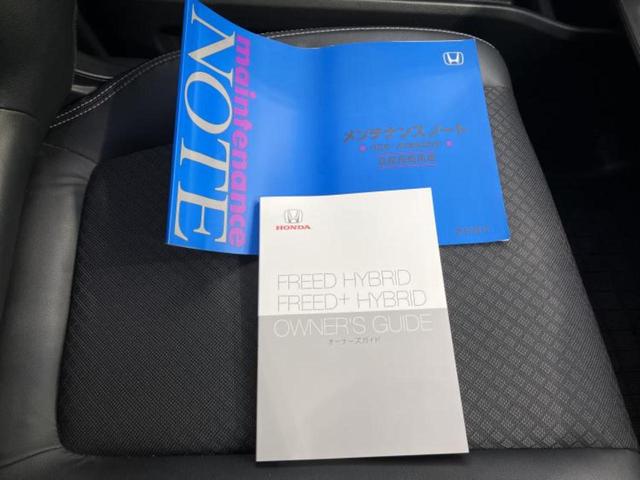 maintenance
NOTE
メンテナンスノート
HONDA
FREED HYBRID
FREED+ HYBRID
OWNER'S GUIDE
オーナーズガイド